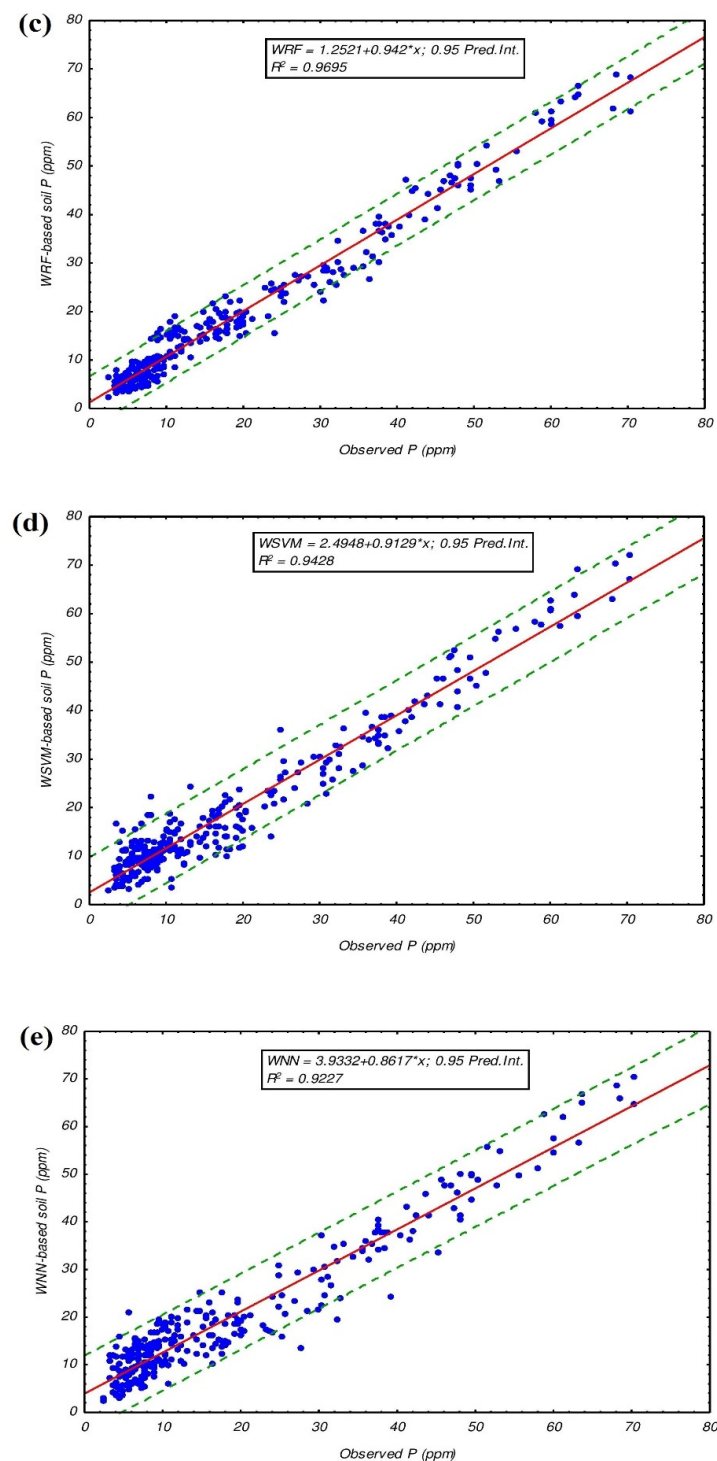 (c)
80
WRF = 1.2521+0.942*x; 0.95 Pred.Int.
R² = 0.9695
70
60
50
40
30
20
10
0
WRF-based soil P (ppm)
0 10 20 30 40 50 60 70 80
Observed P (ppm)
(d)
80
WSVM = 2.4948+0.9129*x; 0.95 Pred.Int.
R² = 0.9428
70
60
50
40
30
20
10
0
WSVM-based soil P (ppm)
0 10 20 30 40 50 60 70 80
Observed P (ppm)
(e)
80
WNN = 3.9332+0.8617*x; 0.95 Pred.Int.
R² = 0.9227
70
60
50
40
30
20
10
0
WNN-based soil P (ppm)
0 10 20 30 40 50 60 70 80
Observed P (ppm)